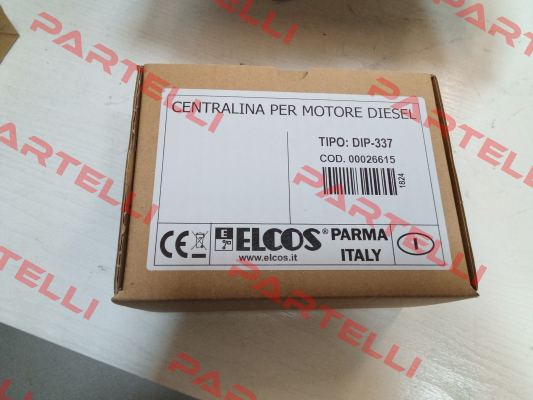 CENTRALINA PER MOTORE DIESEL
TIPO: DIP-337
COD. 00026615
1824
CE
E
ELCOS®
www.elcos.it
PARMA
ITALY
I
PARTELLI
PARTELLI
PARTELLI
PARTELLI
PARTELLI
PARTELLI